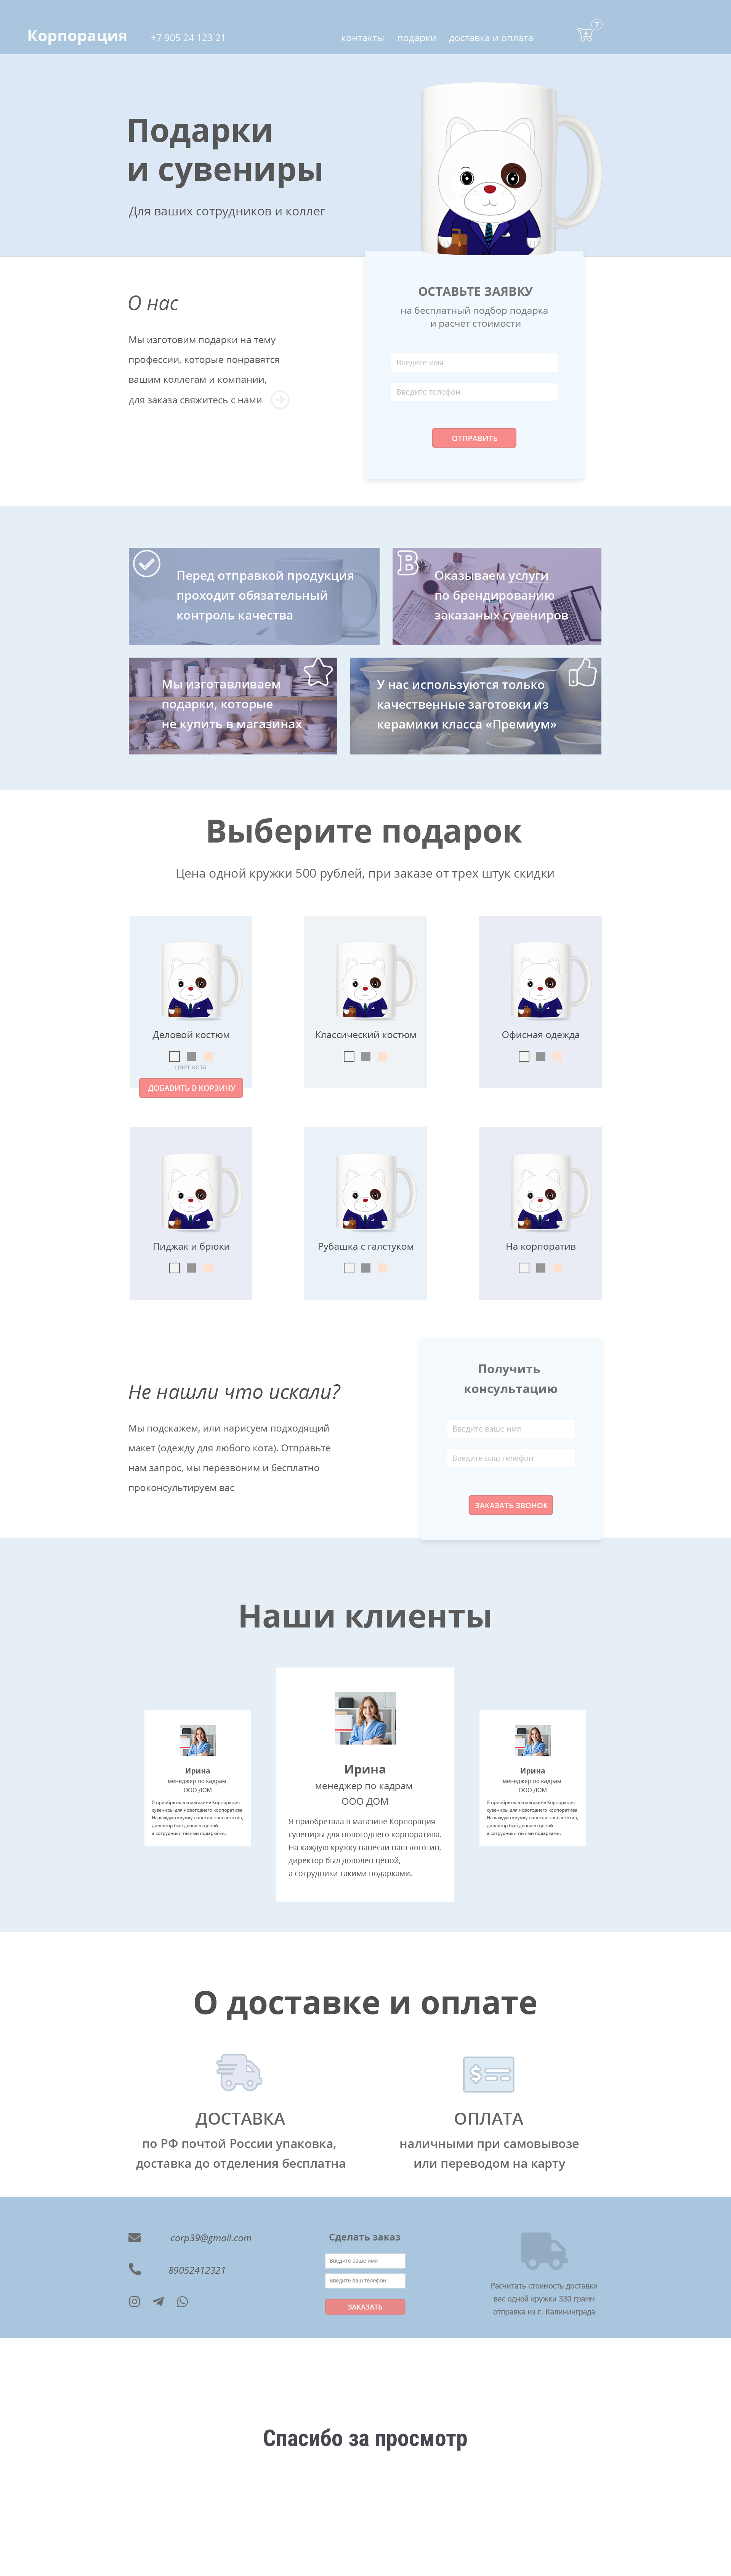 Корпорация
+7 905 24 123 21
контакты подарки доставка и оплата
7
Подарки
и сувениры
Для ваших сотрудников и коллег
О нас
Мы изготовим подарки на тему
профессии, которые понравятся
вашим коллегам и компании,
для заказа свяжитесь с нами
ОСТАВЬТЕ ЗАЯВКУ
на бесплатный подбор подарка
и расчет стоимости
Введите имя
Введите телефон
ОТПРАВИТЬ
Перед отправкой продукция
проходит обязательный
контроль качества
B
Оказываем услуги
по брендированию
заказаных сувениров
Мы изготавливаем
подарки, которые
не купить в магазинах
У нас используются только
качественные заготовки из
керамики класса «Премиум»
Выберите подарок
Цена одной кружки 500 рублей, при заказе от трех штук скидки
Деловой костюм
цвет кота
ДОБАВИТЬ В КОРЗИНУ
Классический костюм
Офисная одежда
Пиджак и брюки
Рубашка с галстуком
На корпоратив
Не нашли что искали?
Мы подскажем, или нарисуем подходящий
макет (одежду для любого кота). Отправьте
нам запрос, мы перезвоним и бесплатно
проконсультируем вас
Получить
консультацию
Введите ваше имя
Введите ваш телефон
ЗАКАЗАТЬ ЗВОНОК
Наши клиенты
Ирина
менеджер по кадрам
ООО ДОМ
Я приобретала в магазине Корпорация
сувениры для новогоднего корпоратива.
На каждую кружку нанесли наш логотип,
директор был доволен ценой
а сотрудники такими подарками.
Ирина
менеджер по кадрам
ООО ДОМ
Я приобретала в магазине Корпорация
сувениры для новогоднего корпоратива.
На каждую кружку нанесли наш логотип,
директор был доволен ценой,
а сотрудники такими подарками.
Ирина
менеджер по кадрам
ООО ДОМ
Я приобретала в магазине Корпорация
сувениры для новогоднего корпоратива.
На каждую кружку нанесли наш логотип,
директор был доволен ценой
а сотрудники такими подарками.
О доставке и оплате
ДОСТАВКА
по РФ почтой России упаковка,
доставка до отделения бесплатна
$
ОПЛАТА
наличными при самовывозе
или переводом на карту
corp39@gmail.com
89052412321
Сделать заказ
Введите ваше имя
Введите ваш телефон
ЗАКАЗАТЬ
Расчитать стоимость доставки
вес одной кружки 330 грамм
отправка из г. Калининграда
Спасибо за просмотр